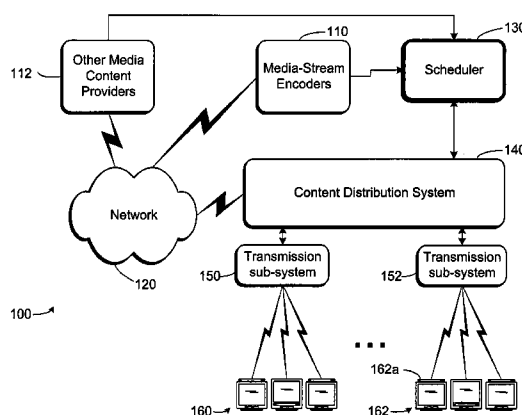 110
130
112
Other Media
Content
Providers
Media-Stream
Encoders
Scheduler
140
Content Distribution System
Network
120
150
Transmission
sub-system
152
Transmission
sub-system
100
...
162a
160
162